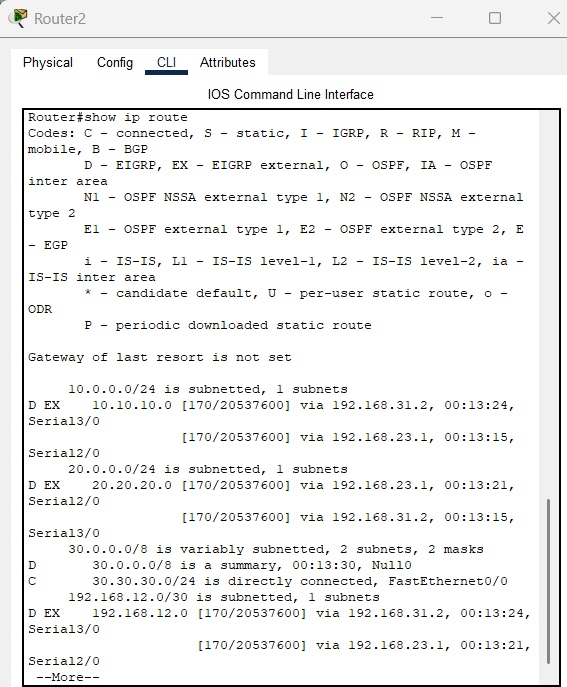 Router2
Physical Config CLI Attributes
IOS Command Line Interface
Router#show ip route
Codes: C - connected, S - static, I - IGRP, R - RIP, M -
mobile, B - BGP
       D - EIGRP, EX - EIGRP external, O - OSPF, IA - OSPF
inter area
       N1 - OSPF NSSA external type 1, N2 - OSPF NSSA external
type 2
       E1 - OSPF external type 1, E2 - OSPF external type 2, E
- EGP
       i - IS-IS, L1 - IS-IS level-1, L2 - IS-IS level-2, ia -
IS-IS inter area
       * - candidate default, U - per-user static route, o -
ODR
       P - periodic downloaded static route
Gateway of last resort is not set
     10.0.0.0/24 is subnetted, 1 subnets
D EX    10.10.10.0 [170/20537600] via 192.168.31.2, 00:13:24,
Serial3/0
                   [170/20537600] via 192.168.23.1, 00:13:15,
Serial2/0
     20.0.0.0/24 is subnetted, 1 subnets
D EX    20.20.20.0 [170/20537600] via 192.168.23.1, 00:13:21,
Serial2/0
                   [170/20537600] via 192.168.31.2, 00:13:15,
Serial3/0
     30.0.0.0/8 is variably subnetted, 2 subnets, 2 masks
D       30.0.0.0/8 is a summary, 00:13:30, Null0
C       30.30.30.0/24 is directly connected, FastEthernet0/0
     192.168.12.0/30 is subnetted, 1 subnets
D EX    192.168.12.0 [170/20537600] via 192.168.31.2, 00:13:24,
Serial3/0
                     [170/20537600] via 192.168.23.1, 00:13:21,
Serial2/0
 --More--